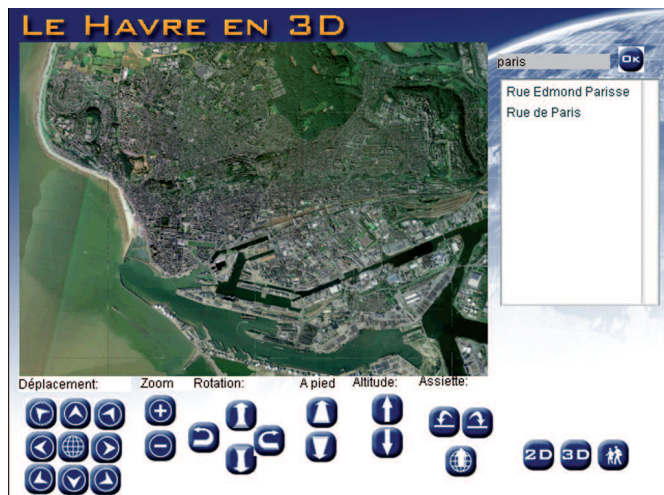 LE HAVRE EN 3D
paris
OK
Rue Edmond Parisse
Rue de Paris
Déplacement: Zoom Rotation: A pied Altitude: Assiette:
2D 3D